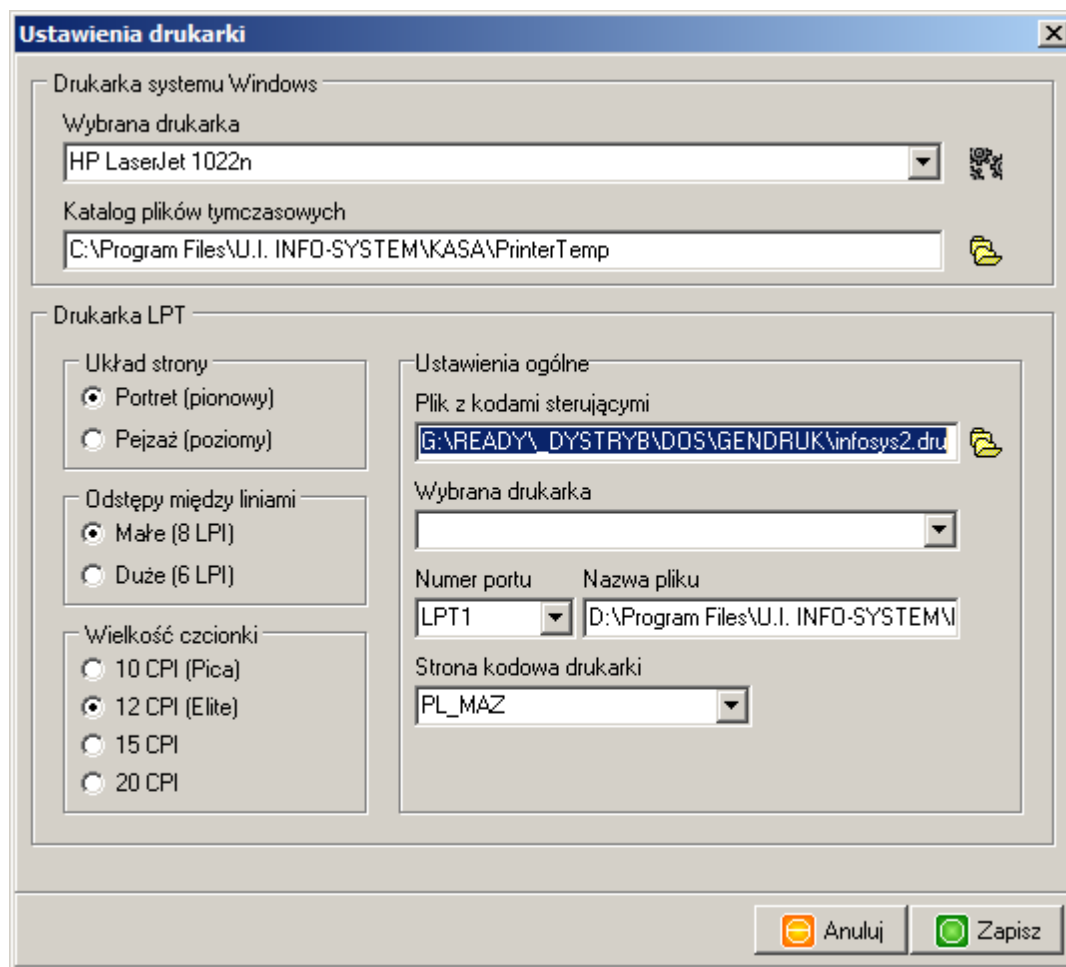 Ustawienia drukarki
Drukarka systemu Windows
Wybrana drukarka
HP LaserJet 1022n
Katalog plików tymczasowych
C:\Program Files\U.I. INFO-SYSTEM\KASA\PrinterTemp
Drukarka LPT
Układ strony
Portret (pionowy)
Pejzaż (poziomy)
Odstępy między liniami
Małe (8 LPI)
Duże (6 LPI)
Wielkość czcionki
10 CPI (Pica)
12 CPI (Elite)
15 CPI
20 CPI
Ustawienia ogólne
Plik z kodami sterującymi
G:\READY\_DYSTRYB\DOS\GENDRUK\infosys2.dru
Wybrana drukarka
Numer portu Nazwa pliku
LPT1 D:\Program Files\U.I. INFO-SYSTEM\
Strona kodowa drukarki
PL_MAZ
Anuluj Zapisz